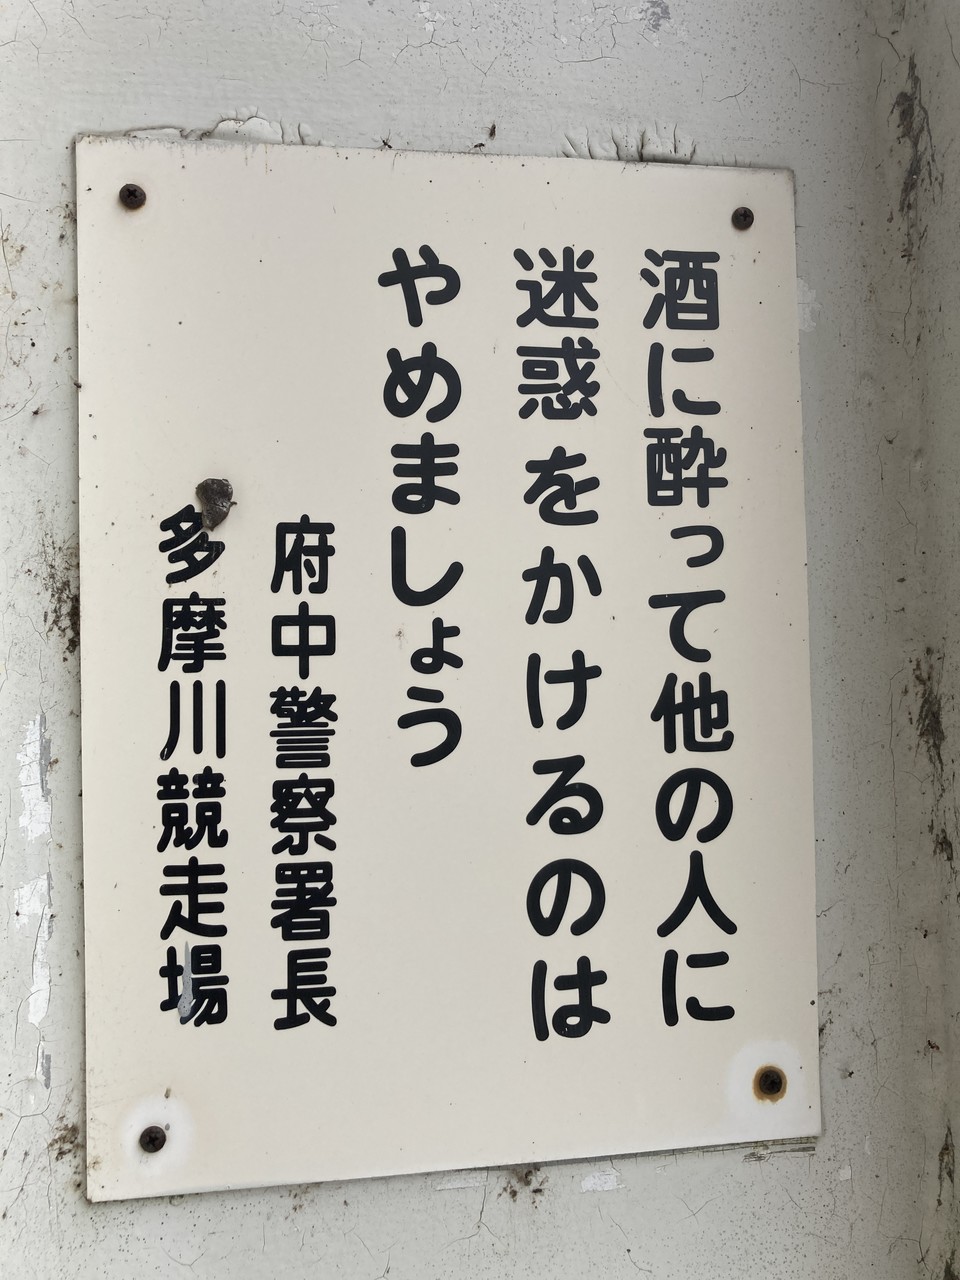 酒に酔って他の人に
迷惑をかけるのは
やめましょう
府中警察署長
多摩川競走場